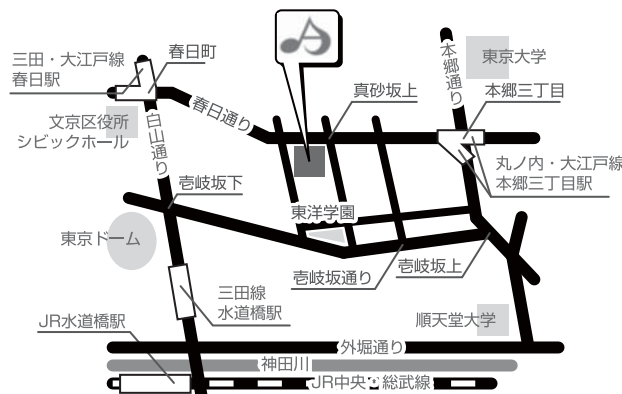 三田・大江戸線
春日駅
春日町
本郷通り
東京大学
真砂坂上
本郷三丁目
春日通り
文京区役所
シビックホール
白山通り
丸ノ内・大江戸線
本郷三丁目駅
壱岐坂下
東洋学園
東京ドーム
壱岐坂通り
壱岐坂上
三田線
水道橋駅
JR水道橋駅
順天堂大学
外堀通り
神田川
JR中央・総武線